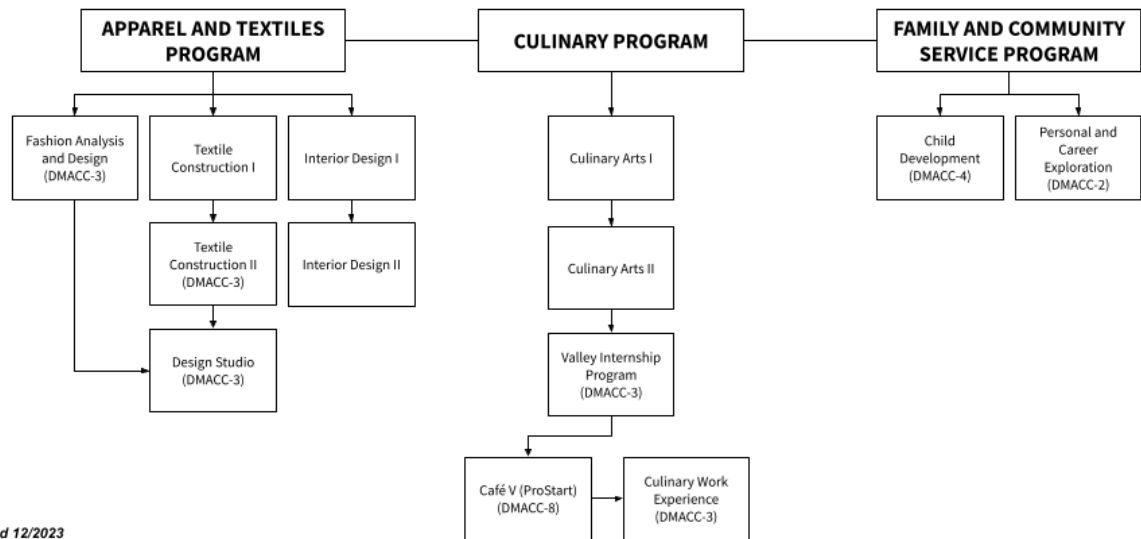 APPAREL AND TEXTILES
PROGRAM
CULINARY PROGRAM
FAMILY AND COMMUNITY
SERVICE PROGRAM
Fashion Analysis
and Design
(DMACC-3)
Textile
Construction I
Interior Design I
Culinary Arts I
Child
Development
(DMACC-4)
Personal and
Career
Exploration
(DMACC-2)
Textile
Construction II
(DMACC-3)
Interior Design II
Culinary Arts II
Design Studio
(DMACC-3)
Valley Internship
Program
(DMACC-3)
Café V (ProStart)
(DMACC-8)
Culinary Work
Experience
(DMACC-3)
d 12/2023